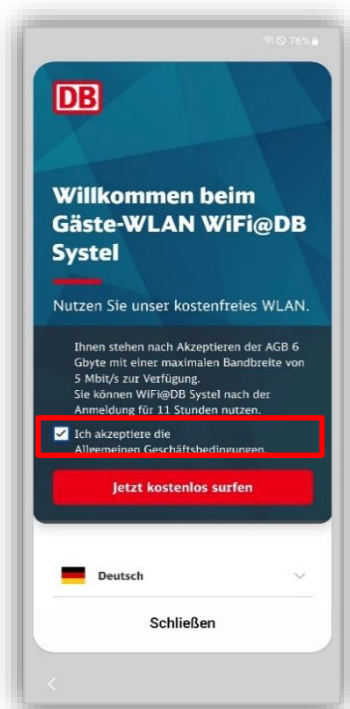 76%
DB
Willkommen beim
Gäste-WLAN WiFi@DB
Systel
Nutzen Sie unser kostenfreies WLAN.
Ihnen stehen nach Akzeptieren der AGB 6
Gbyte mit einer maximalen Bandbreite von
5 Mbit/s zur Verfügung.
Sie können WiFi@DB Systel nach der
Anmeldung für 11 Stunden nutzen.
Ich akzeptiere die
Allgemeinen Geschäftsbedingungen.
Jetzt kostenlos surfen
Deutsch
Schließen